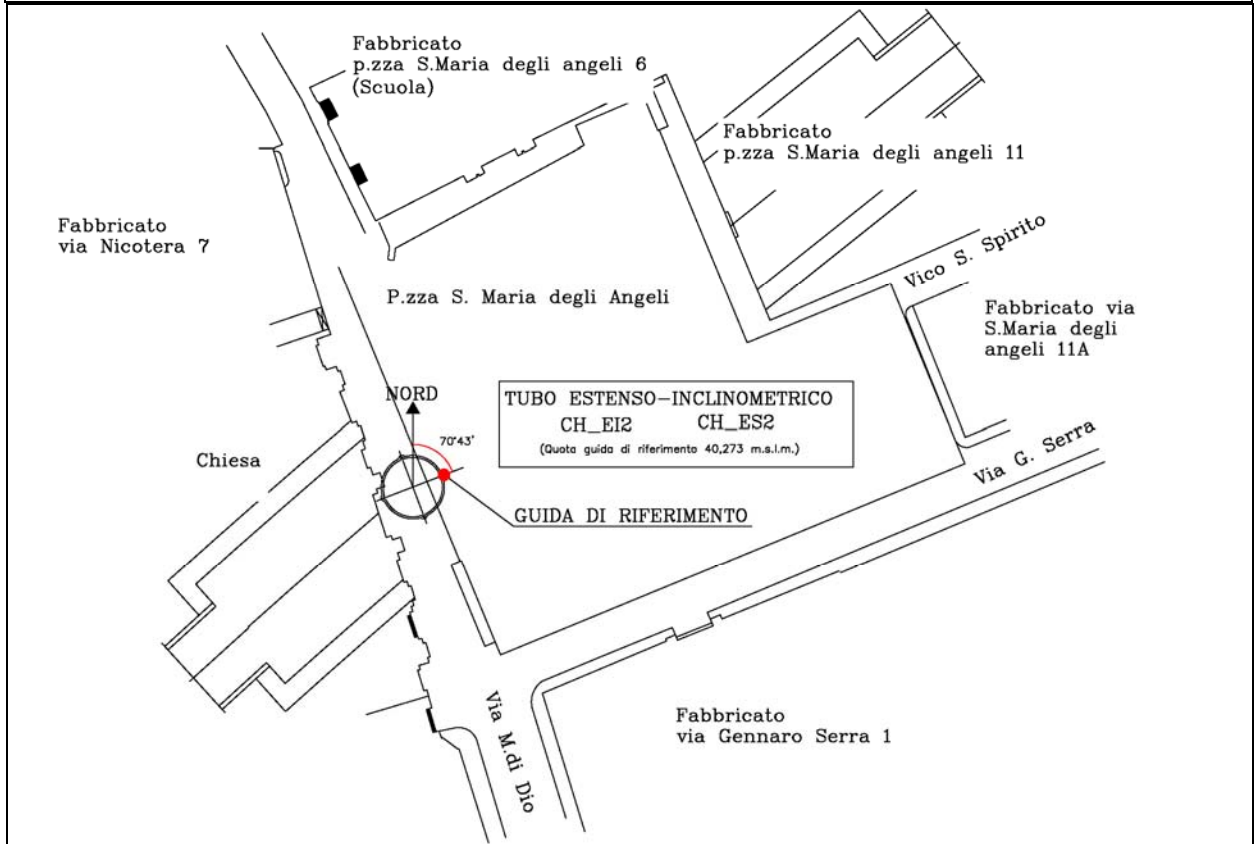 Fabbricato
p.zza S.Maria degli angeli 6
(Scuola)
Fabbricato
p.zza S.Maria degli angeli 11
Fabbricato
via Nicotera 7
Vico S. Spirito
P.zza S. Maria degli Angeli
Fabbricato via
S.Maria degli
angeli 11A
NORD
70°43'
TUBO ESTENSO-INCLINOMETRICO
CH_EI2 CH_ES2
(Quota guida di riferimento 40,273 m.s.l.m.)
Chiesa
Via G. Serra
GUIDA DI RIFERIMENTO
Via M.di Dio
Fabbricato
via Gennaro Serra 1